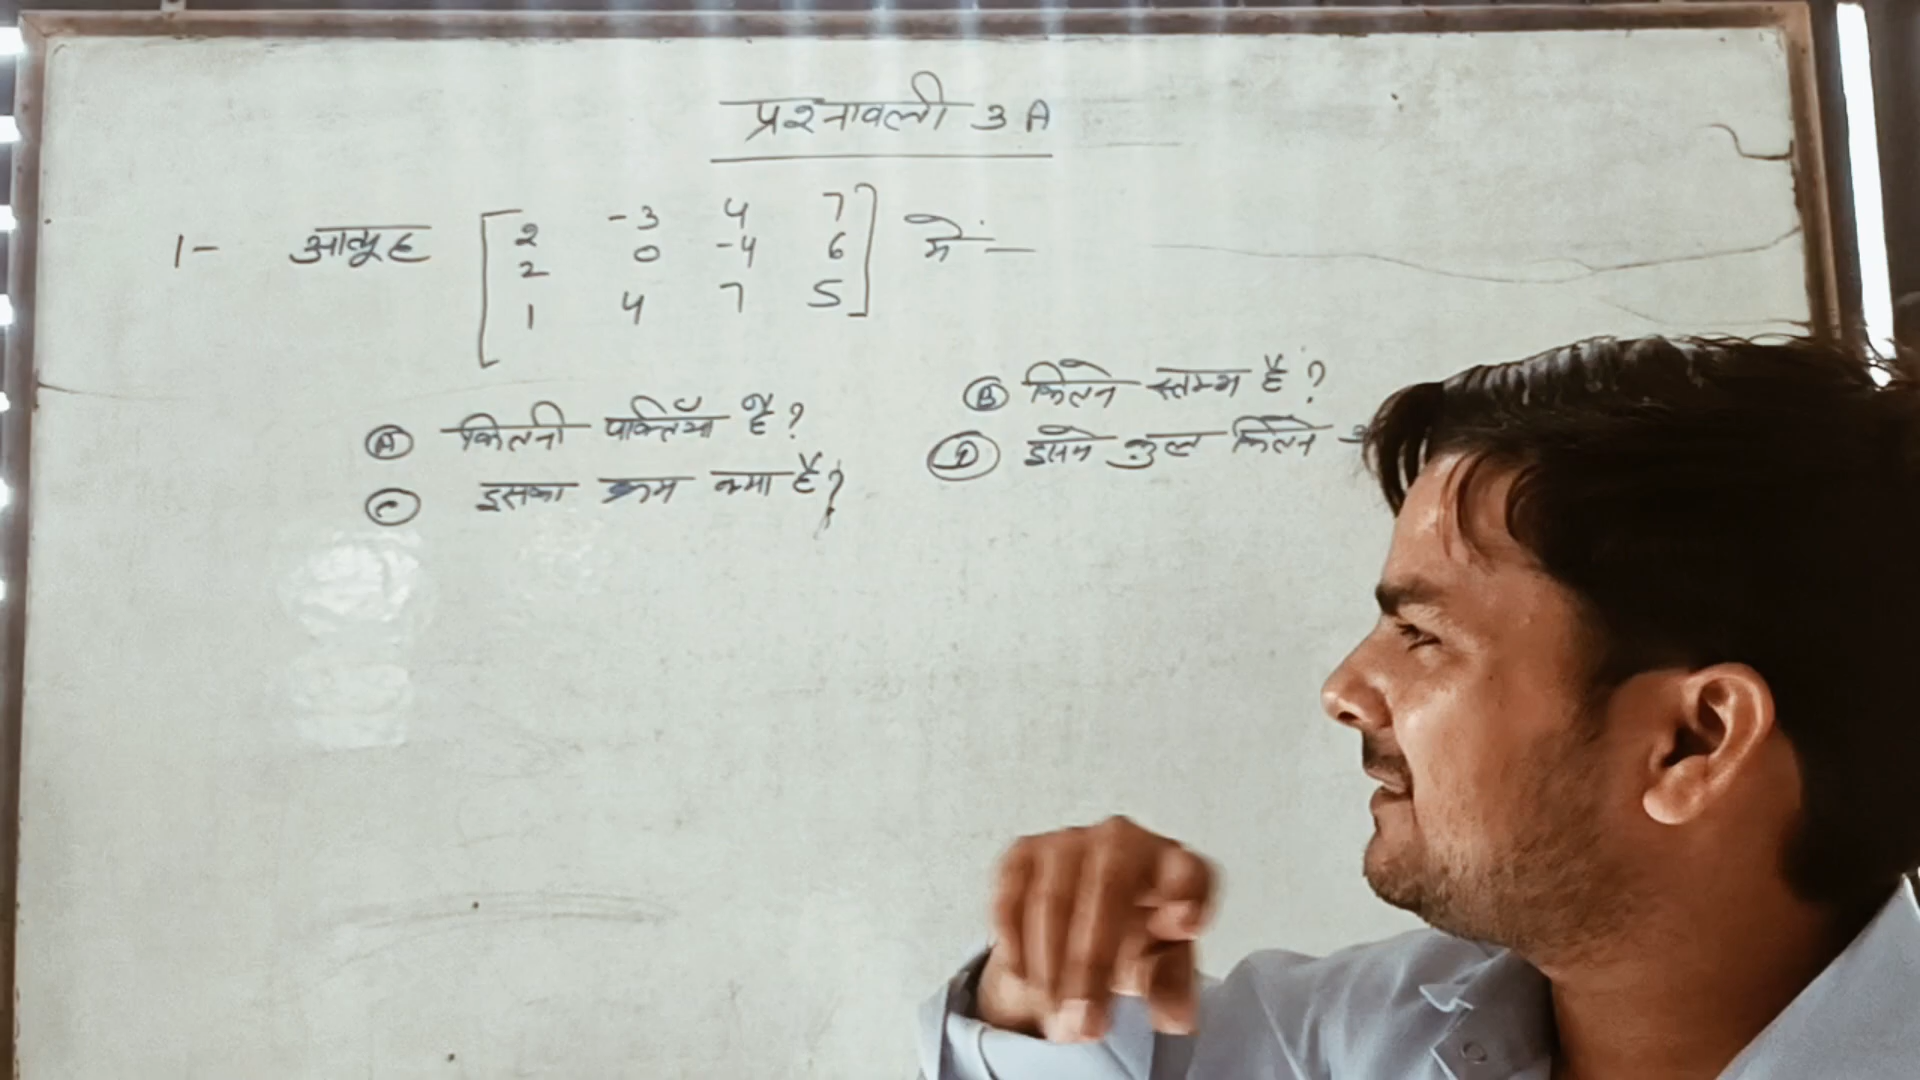 प्रश्नावली 3 A
1- आव्यूह [ 2 -3 4 7 ] में -
2 0 -4 6
1 4 7 5
(A) कितनी पंक्तियाँ हैं ?
(B) कितने स्तम्भ हैं ?
(C) इसका क्रम क्या है ?
(D) इसमें कुल कितने